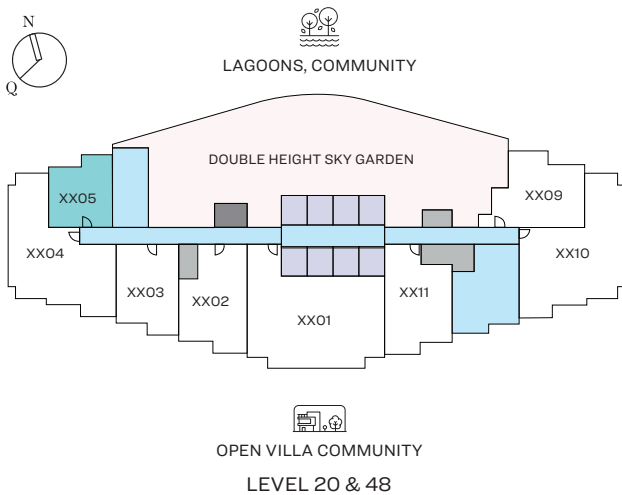 N
Q
LAGOONS, COMMUNITY
DOUBLE HEIGHT SKY GARDEN
XX05
XX09
XX04
XX10
XX03
XX02
XX01
XX11
OPEN VILLA COMMUNITY
LEVEL 20 & 48